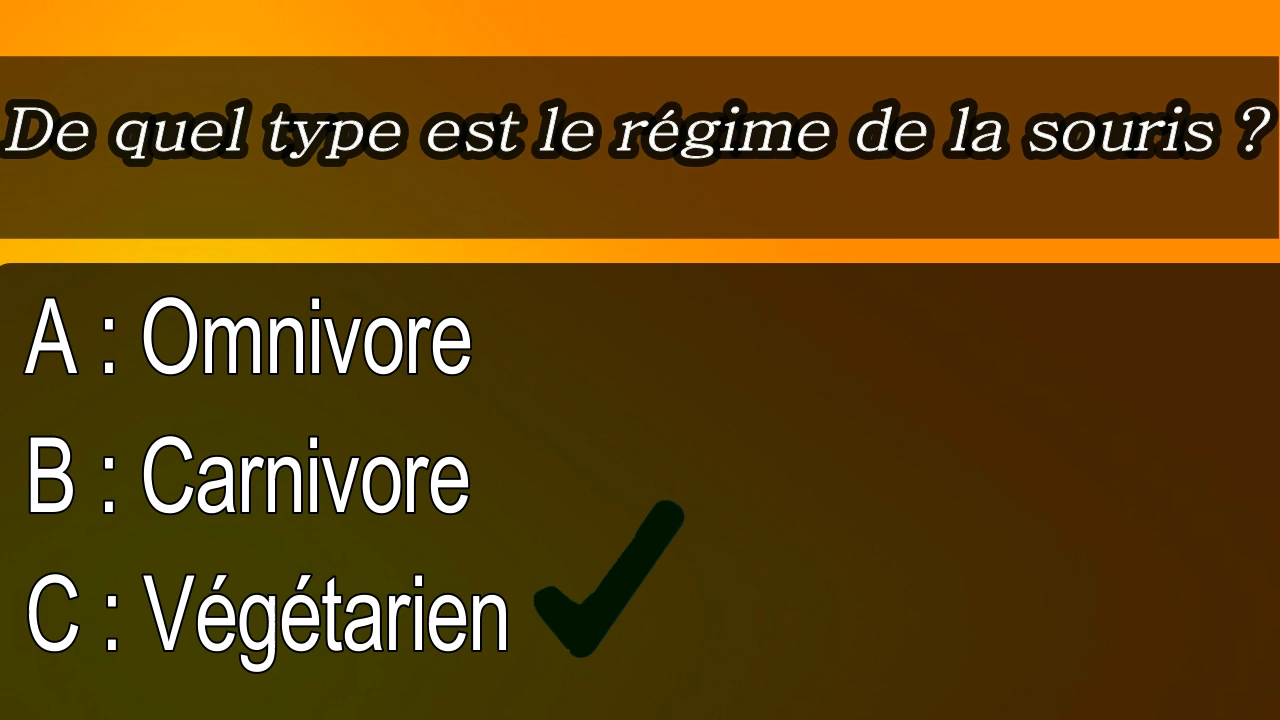 De quel type est le régime de la souris ?
A : Omnivore
B : Carnivore
C : Végétarien